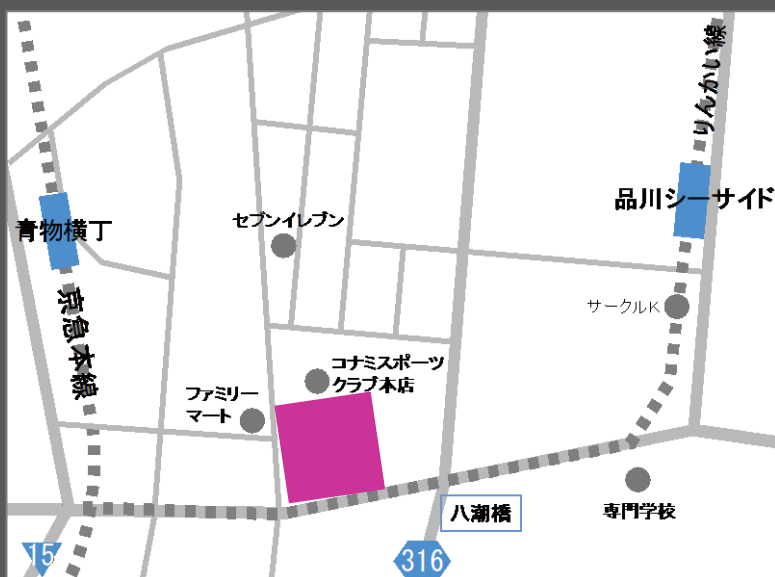 りんかい線
品川シーサイド
青物横丁
セブンイレブン
京急本線
サークルK
コナミスポーツ
クラブ本店
ファミリー
マート
八潮橋
専門学校
15
316